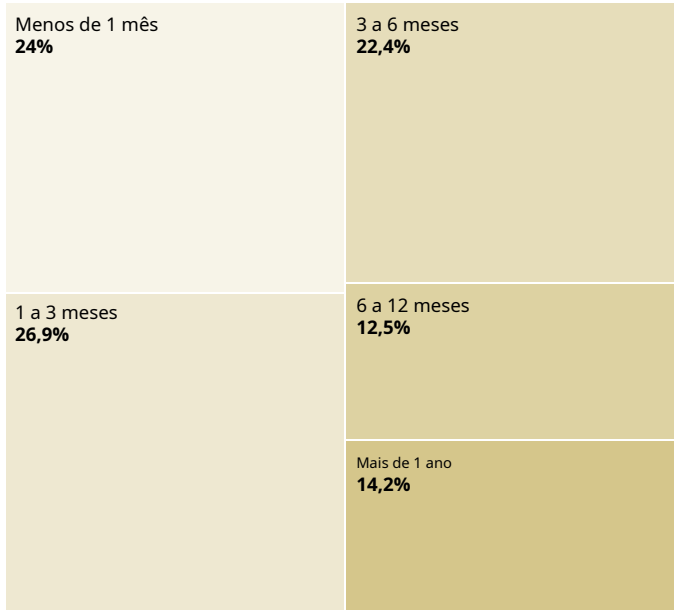 Menos de 1 mês
24%
1 a 3 meses
26,9%
3 a 6 meses
22,4%
6 a 12 meses
12,5%
Mais de 1 ano
14,2%